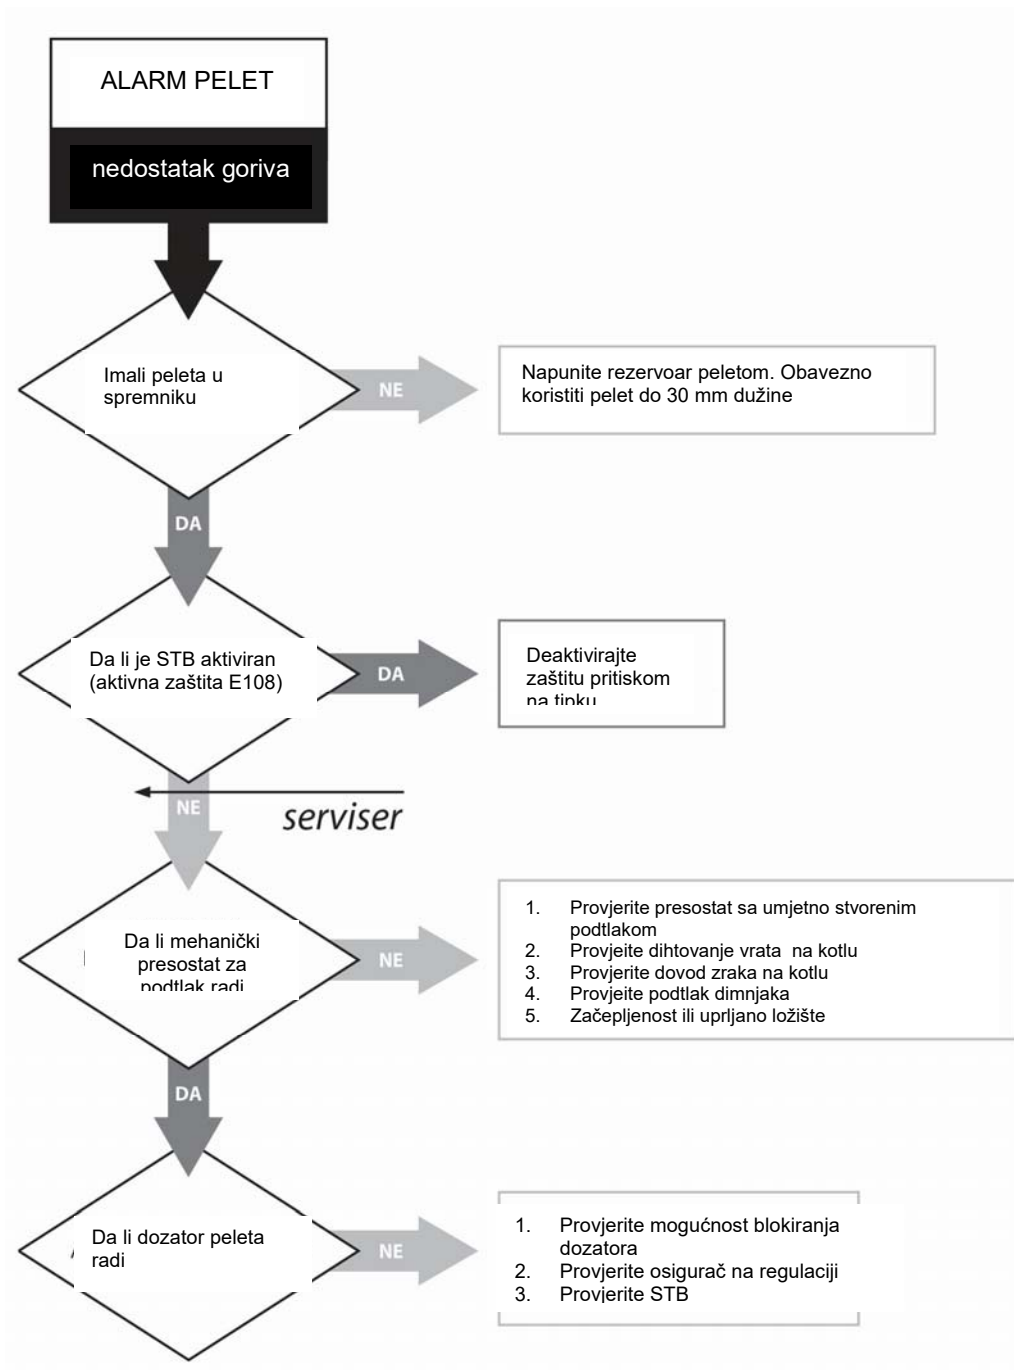 ALARM PELET
nedostatak goriva
Imali peleta u
spremniku
NE
Napunite rezervoar peletom. Obavezno
koristiti pelet do 30 mm dužine
DA
Da li je STB aktiviran
(aktivna zaštita E108)
DA
Deaktivirajte
zaštitu pritiskom
na tipku
NE
serviser
Da li mehanički
presostat za
podtlak radi
NE
1. Provjerite presostat sa umjetno stvorenim
podtlakom
2. Provjeite dihtovanje vrata na kotlu
3. Provjerite dovod zraka na kotlu
4. Provjeite podtlak dimnjaka
5. Začepljenost ili uprljano ložište
DA
Da li dozator peleta
radi
NE
1. Provjerite mogućnost blokiranja
dozatora
2. Provjerite osigurač na regulaciji
3. Provjerite STB